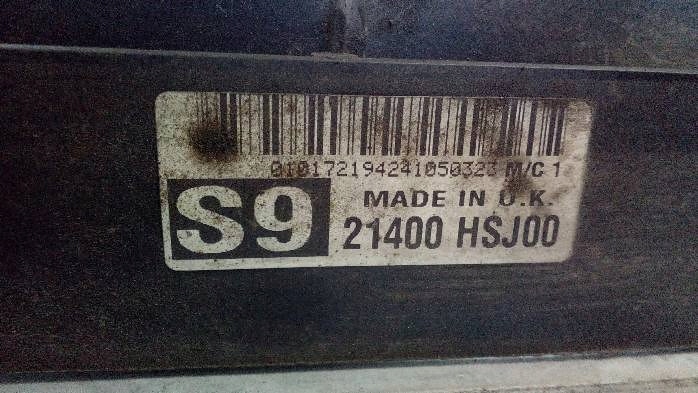 010172194241050323 M/C 1
S9
MADE IN U.K.
21400 HSJ00